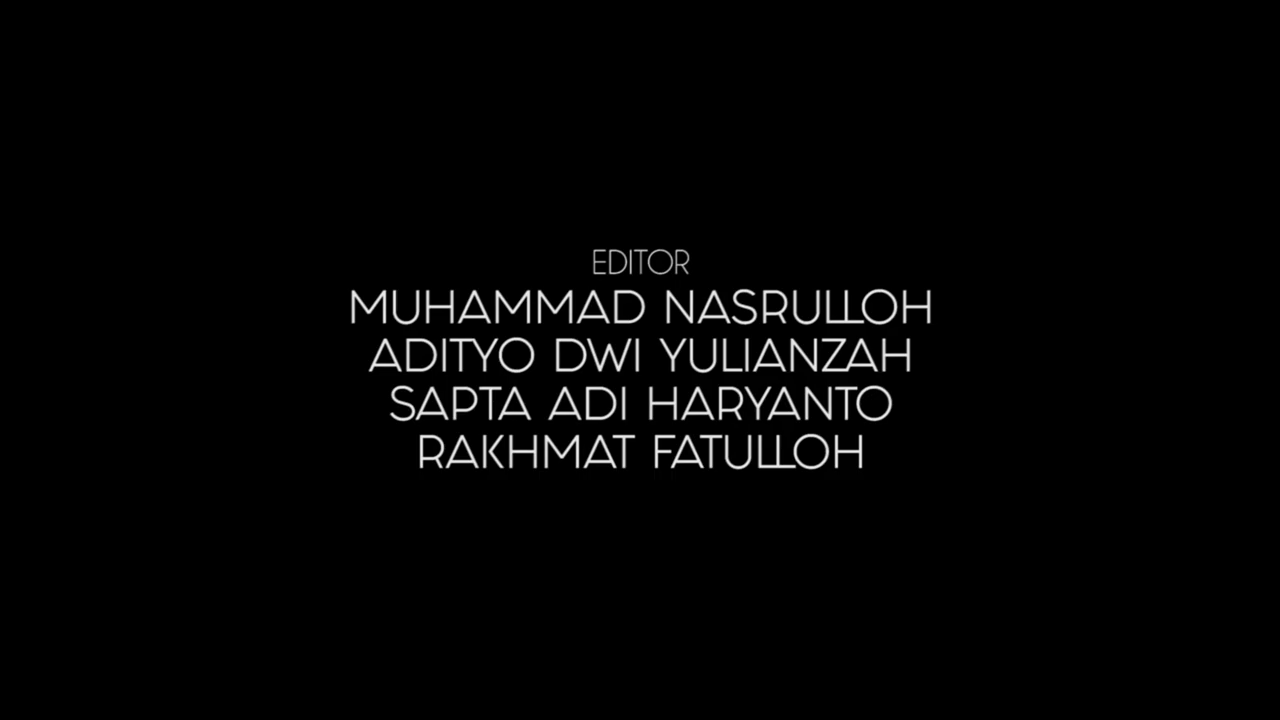 EDITOR
MUHAMMAD NASRULLOH
ADITYO DWI YULIANZAH
SAPTA ADI HARYANTO
RAKHMAT FATULLOH